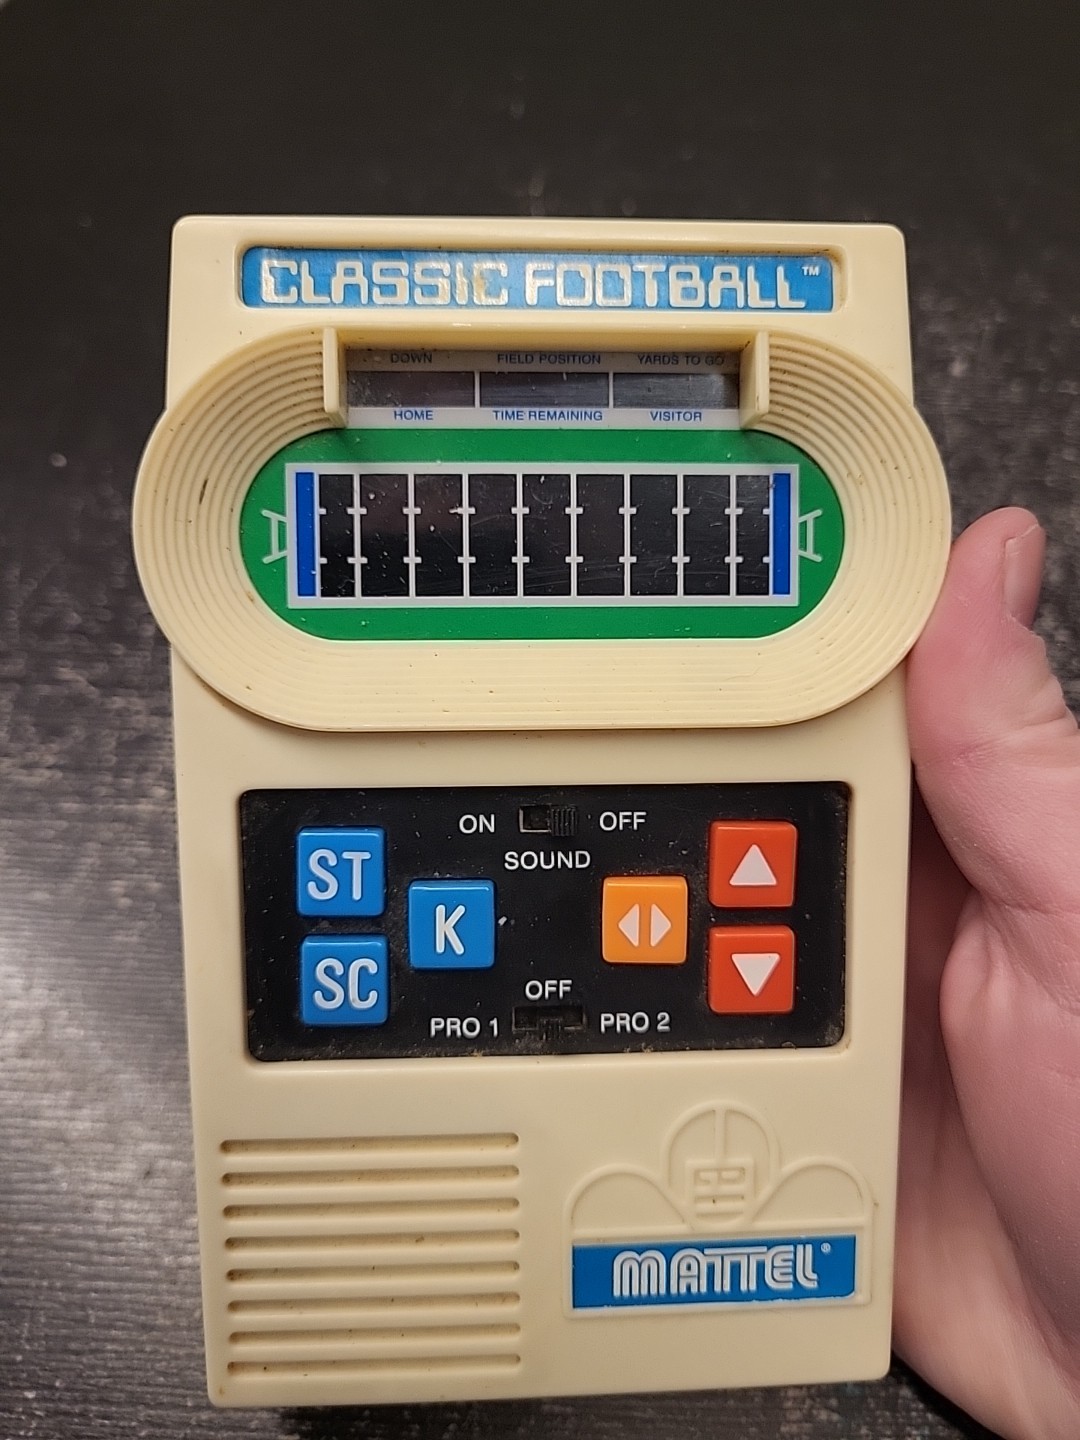 CLASSIC FOOTBALL™
DOWN FIELD POSITION YARDS TO GO
HOME TIME REMAINING VISITOR
ON OFF
SOUND
ST
K
SC
OFF
PRO 1 PRO 2
MATTEL®